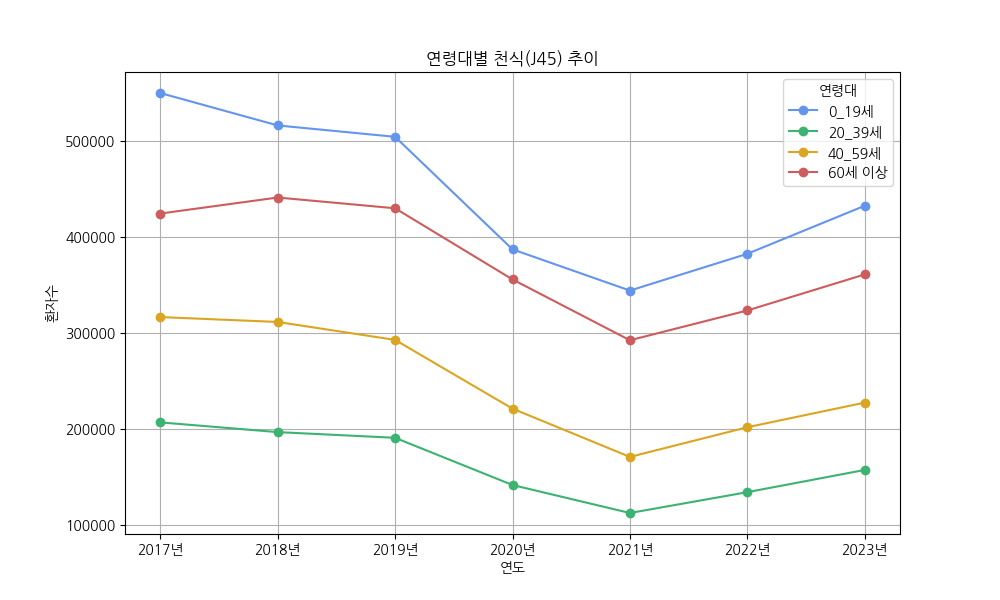 연령대별 천식(J45) 추이
연령대
0_19세
20_39세
40_59세
60세 이상
500000
400000
300000
200000
100000
환자수
2017년 2018년 2019년 2020년 2021년 2022년 2023년
연도